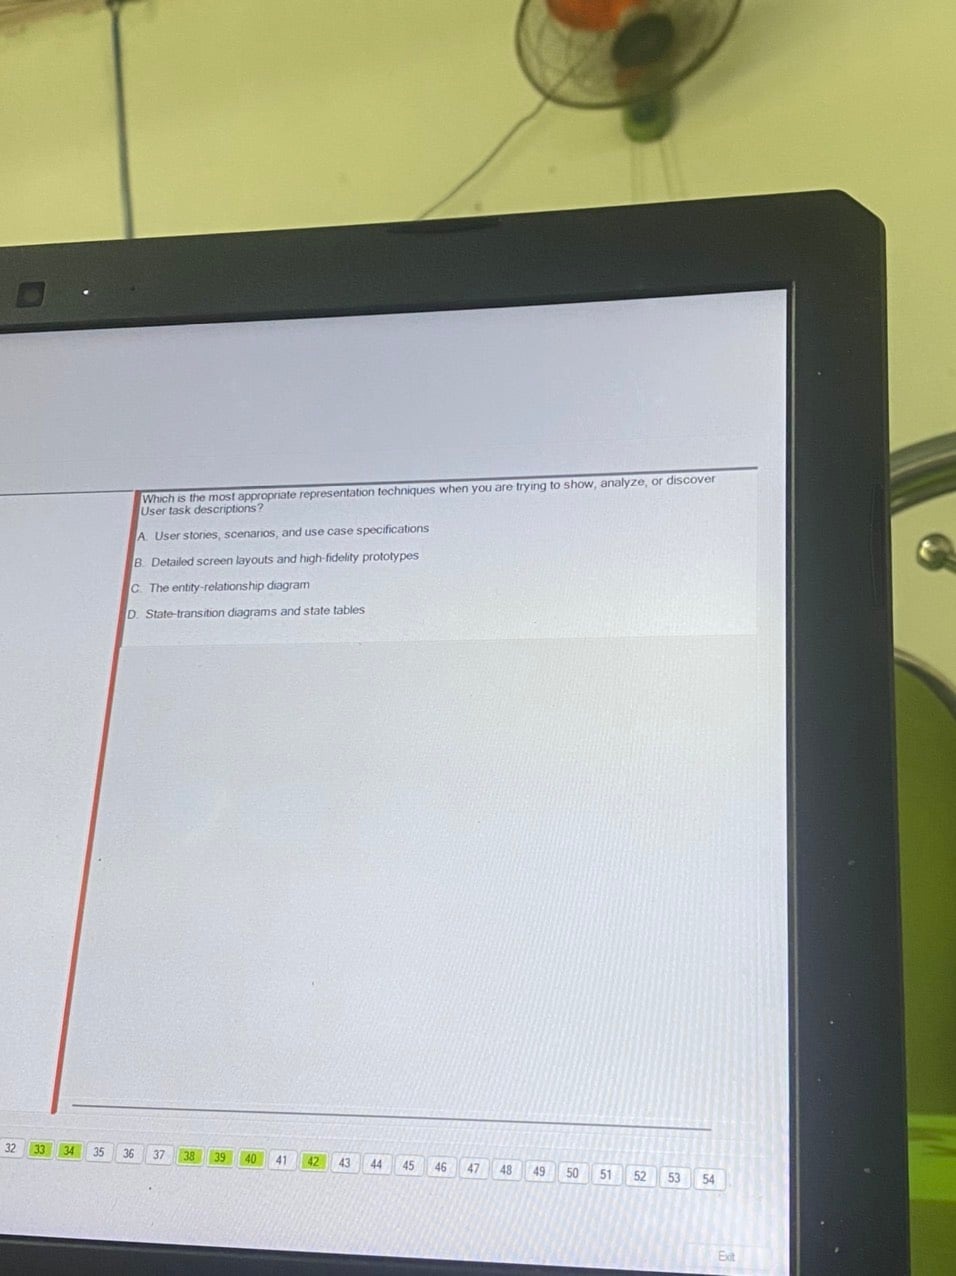 Which is the most appropriate representation techniques when you are trying to show, analyze, or discover
User task descriptions?
A. User stories, scenarios, and use case specifications
B. Detailed screen layouts and high-fidelity prototypes
C. The entity-relationship diagram
D. State-transition diagrams and state tables
32 33 34 35 36 37 38 39 40 41 42 43 44 45 46 47 48 49 50 51 52 53 54
Exit